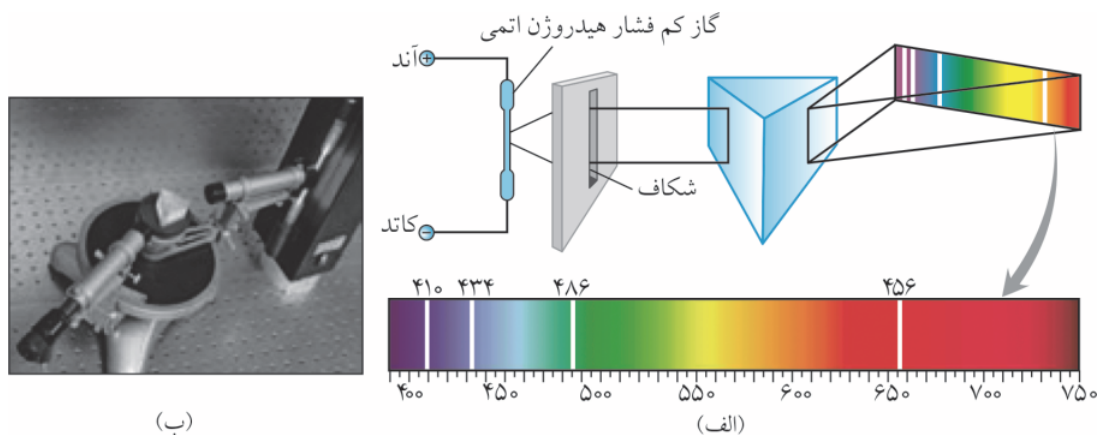 گاز کم فشار هیدروژن اتمی
آند
+
شکاف
کاتد
−
۴۱۰ ۴۳۴ ۴۸۶ ۴۵۶
۴۰۰ ۴۵۰ ۵۰۰ ۵۵۰ ۶۰۰ ۶۵۰ ۷۰۰ ۷۵۰
(الف)
(ب)